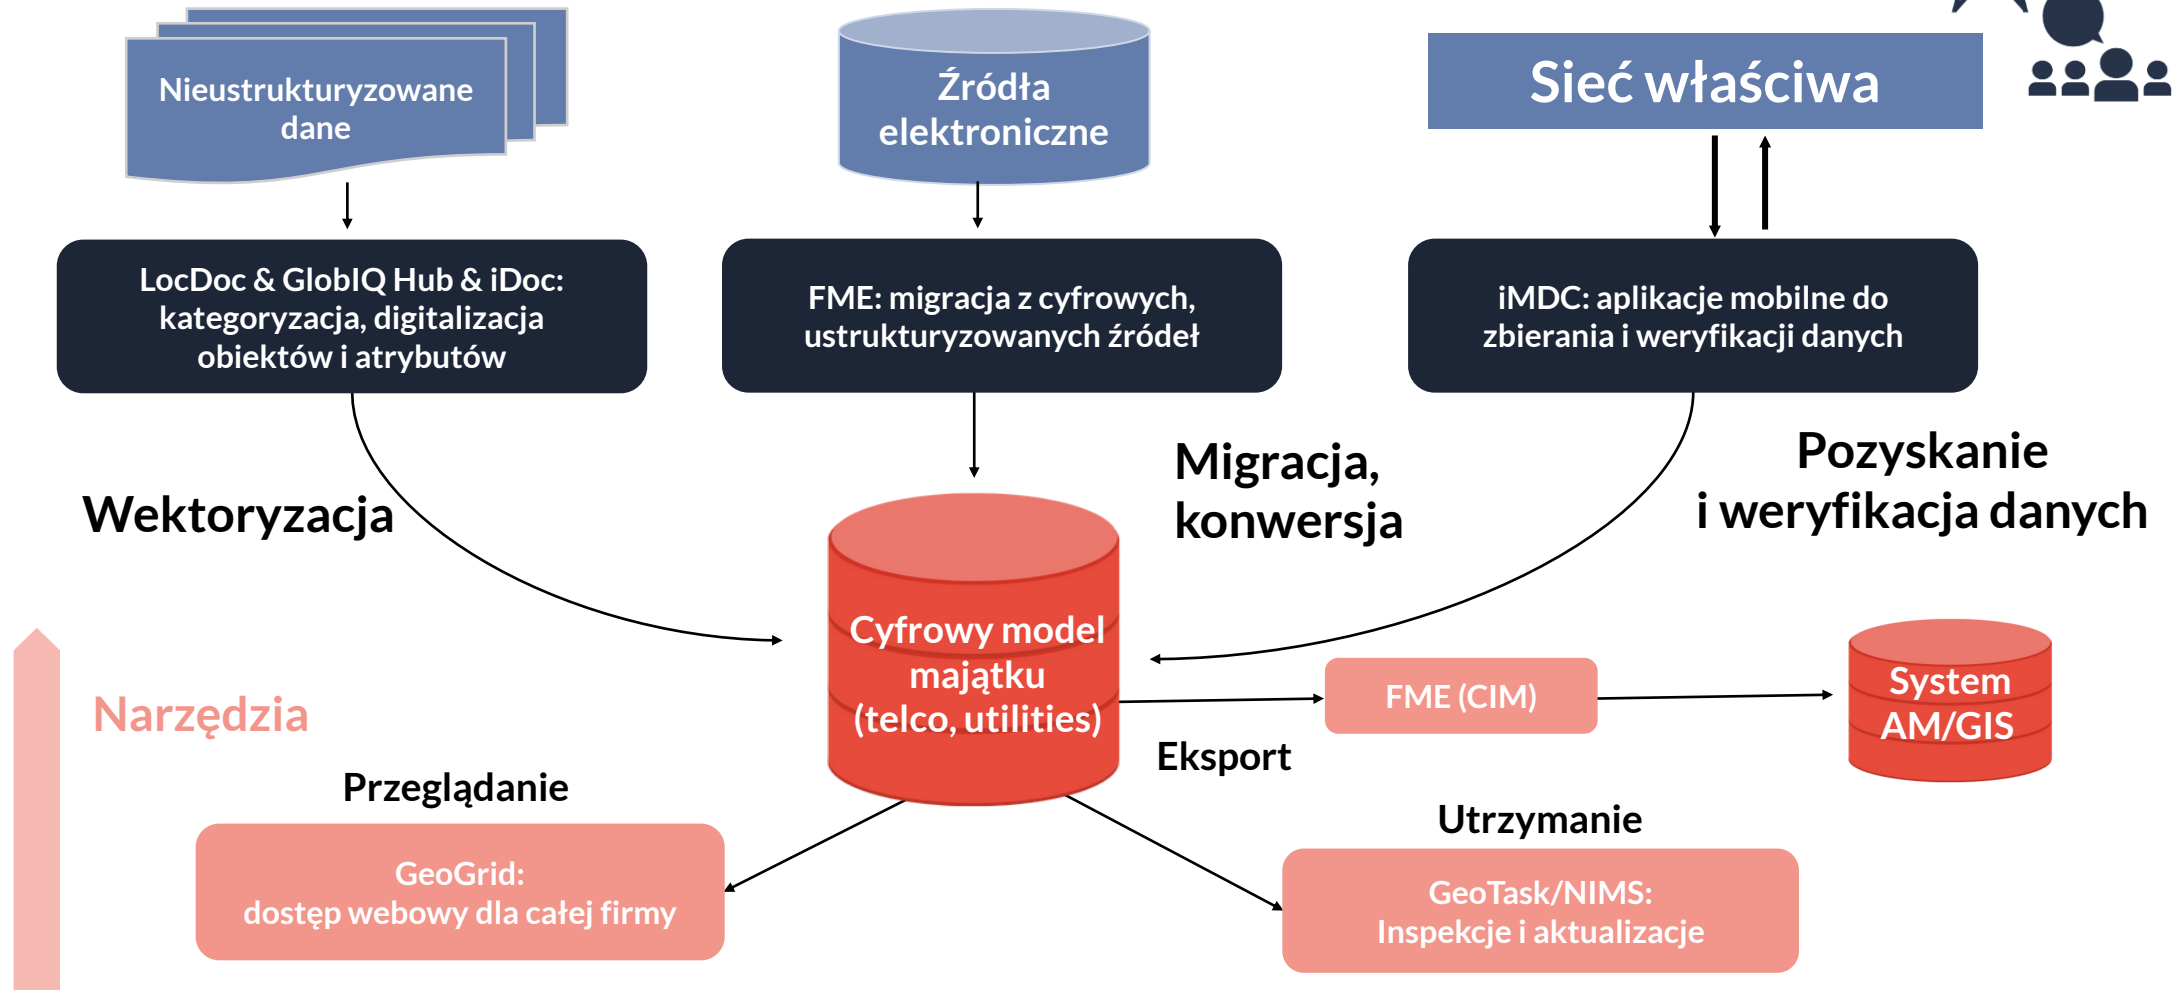 Nieustrukturyzowane
dane
Źródła
elektroniczne
Sieć właściwa
LocDoc & GlobIQ Hub & iDoc:
kategoryzacja, digitalizacja
obiektów i atrybutów
FME: migracja z cyfrowych,
ustrukturyzowanych źródeł
iMDC: aplikacje mobilne do
zbierania i weryfikacji danych
Wektoryzacja
Migracja,
konwersja
Pozyskanie
i weryfikacja danych
Cyfrowy model
majątku
(telco, utilities)
FME (CIM)
System
AM/GIS
Narzędzia
Eksport
Przeglądanie
Utrzymanie
GeoGrid:
dostęp webowy dla całej firmy
GeoTask/NIMS:
Inspekcje i aktualizacje